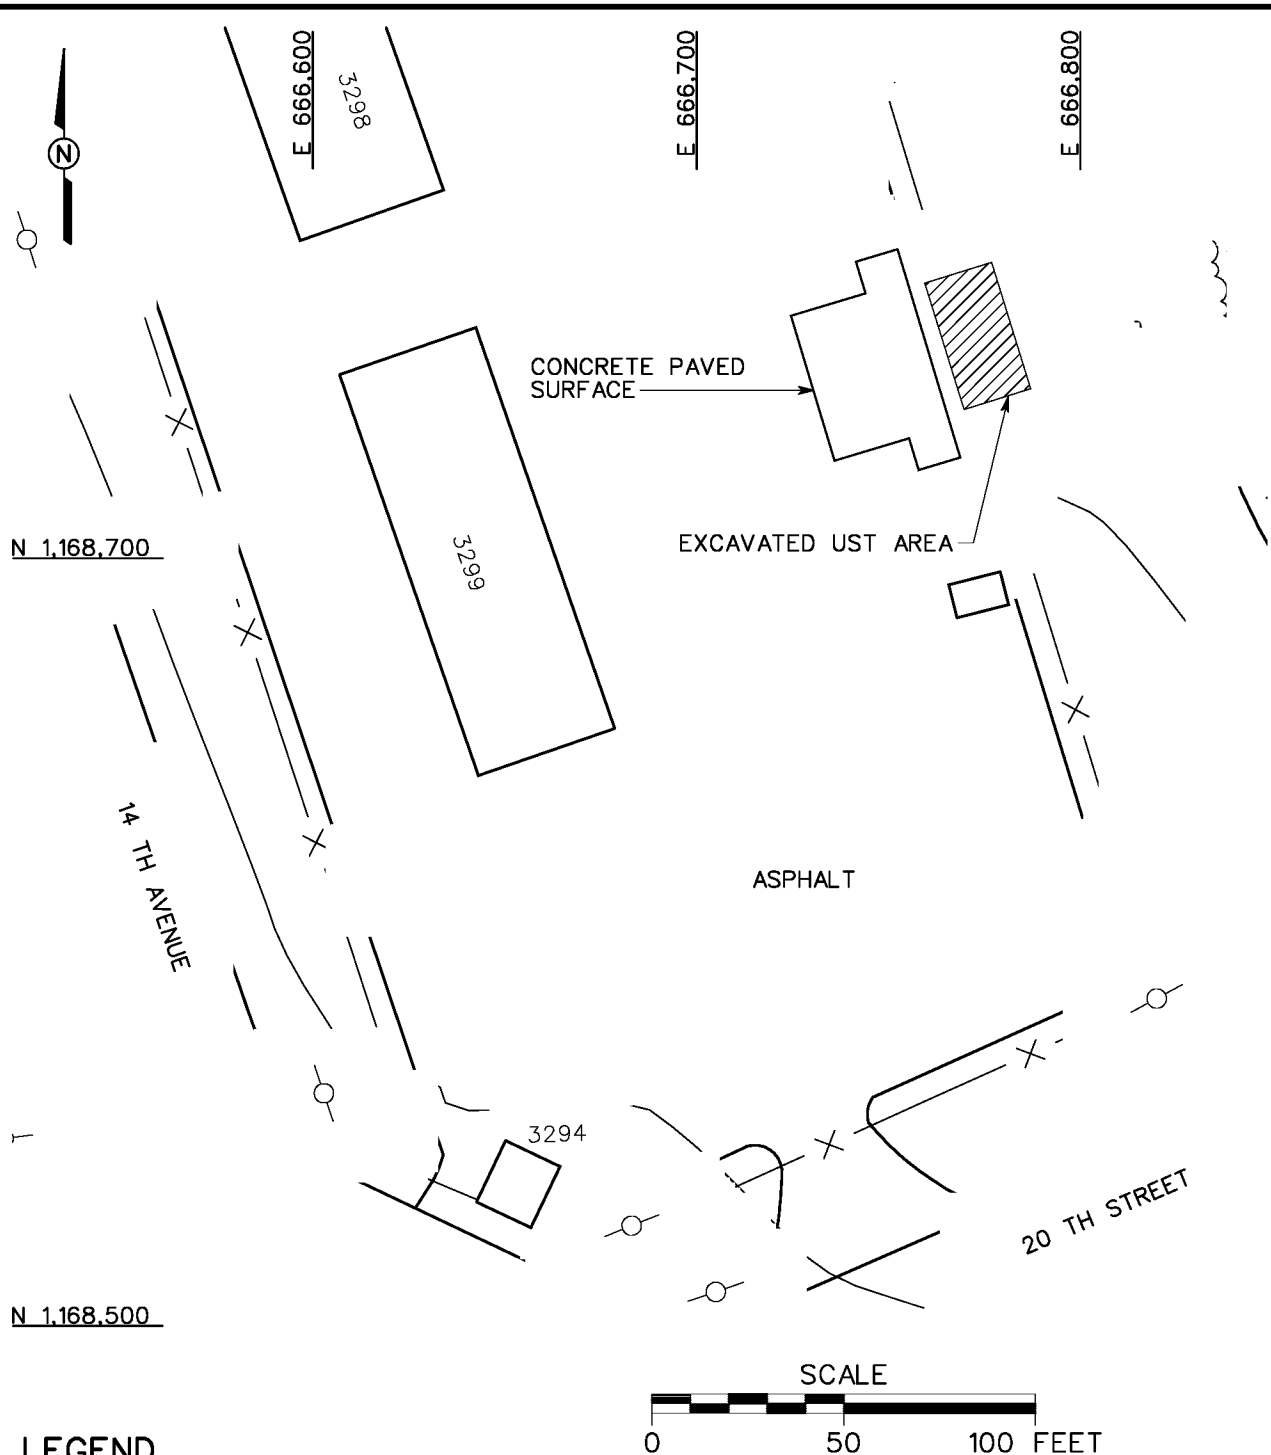 E 666,600
E 666,700
E 666,800
3298
N
CONCRETE PAVED
SURFACE
N 1,168,700
EXCAVATED UST AREA
3299
14 TH AVENUE
ASPHALT
3294
20 TH STREET
N 1,168,500
SCALE
0 50 100 FEET
LEGEND